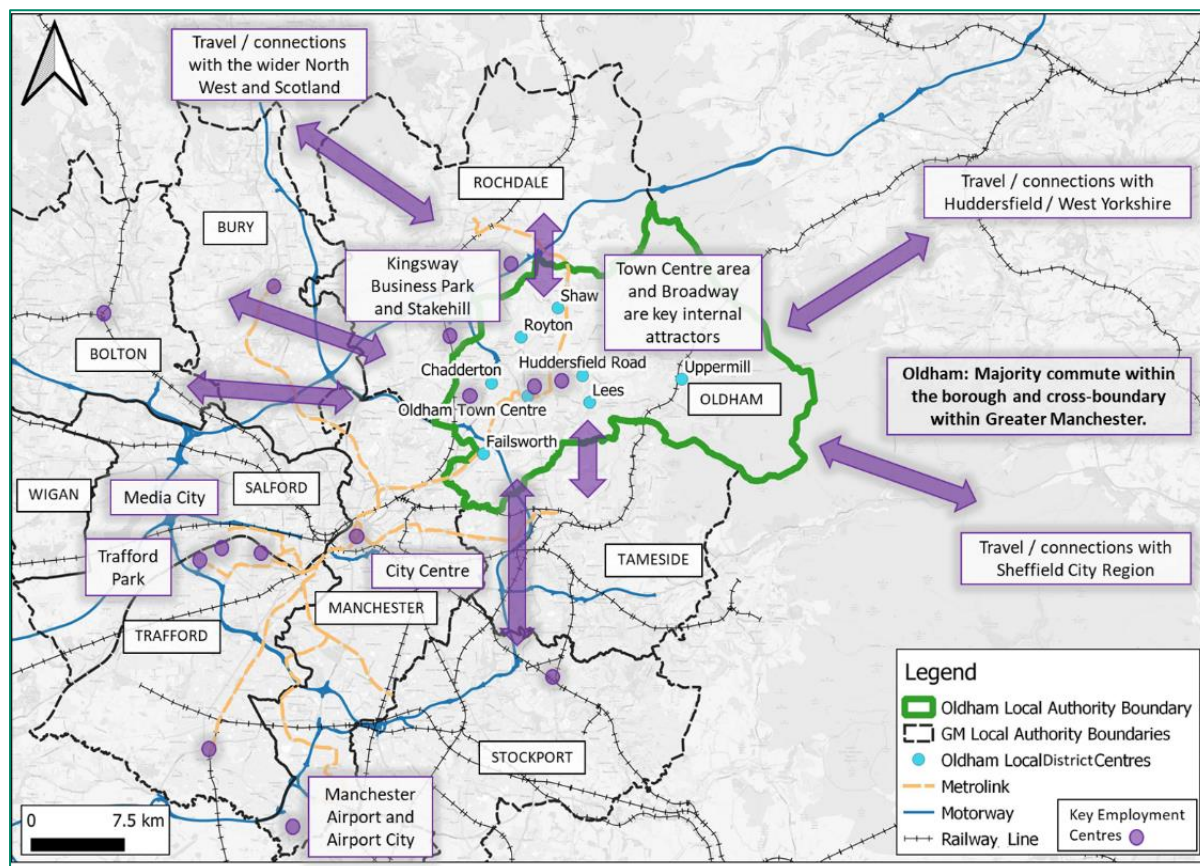 Travel / connections
with the wider North
West and Scotland
ROCHDALE
Travel / connections with
Huddersfield / West Yorkshire
BURY
Kingsway
Business Park
and Stakehill
Town Centre area
and Broadway
are key internal
attractors
Shaw
Royton
BOLTON
Chadderton
Huddersfield Road
Lees
Uppermill
OLDHAM
Oldham Town Centre
Oldham: Majority commute within
the borough and cross-boundary
within Greater Manchester.
Failsworth
WIGAN
Media City
SALFORD
Trafford
Park
City Centre
TAMESIDE
Travel / connections with
Sheffield City Region
MANCHESTER
TRAFFORD
STOCKPORT
Manchester
Airport and
Airport City
0 7.5 km
Legend
Oldham Local Authority Boundary
GM Local Authority Boundaries
Oldham LocalDistrictCentres
Metrolink
Motorway
Railway Line
Key Employment
Centres